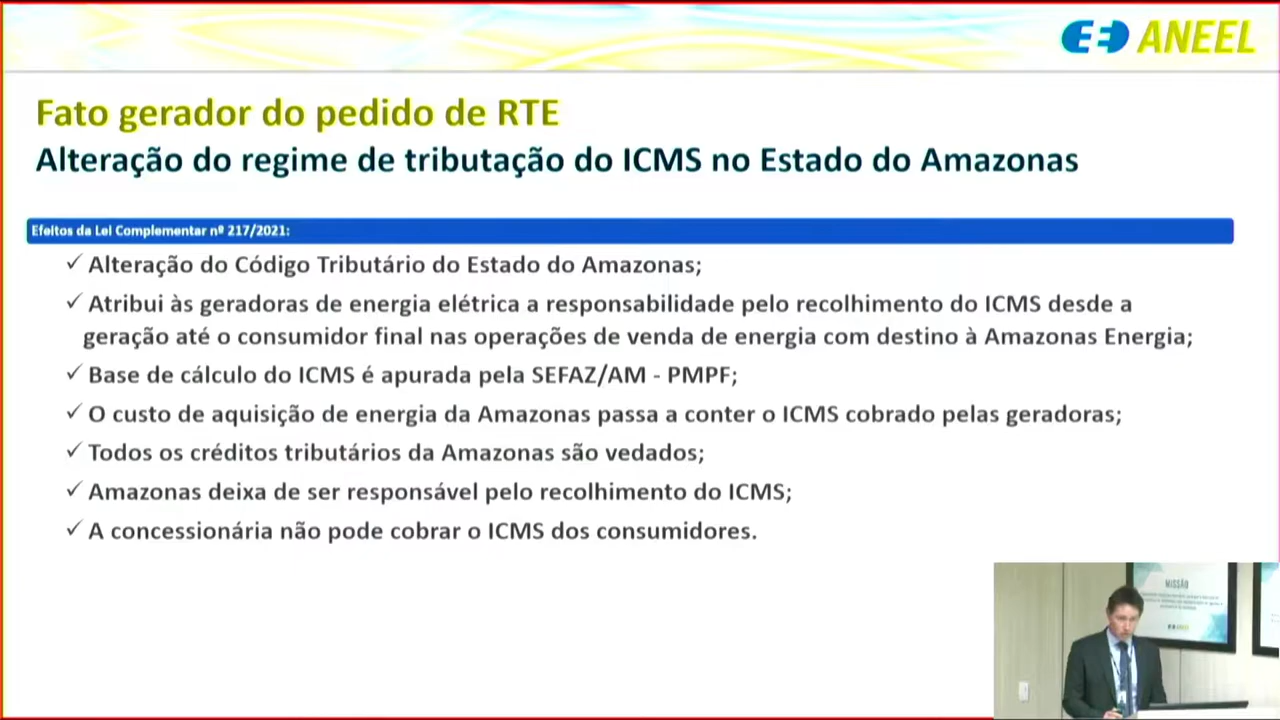 ANEEL
Fato gerador do pedido de RTE
Alteração do regime de tributação do ICMS no Estado do Amazonas
Efeitos da Lei Complementar nº 217/2021:
✓ Alteração do Código Tributário do Estado do Amazonas;
✓ Atribui às geradoras de energia elétrica a responsabilidade pelo recolhimento do ICMS desde a
geração até o consumidor final nas operações de venda de energia com destino à Amazonas Energia;
✓ Base de cálculo do ICMS é apurada pela SEFAZ/AM - PMPF;
✓ O custo de aquisição de energia da Amazonas passa a conter o ICMS cobrado pelas geradoras;
✓ Todos os créditos tributários da Amazonas são vedados;
✓ Amazonas deixa de ser responsável pelo recolhimento do ICMS;
✓ A concessionária não pode cobrar o ICMS dos consumidores.
MISSÃO
ANEEL